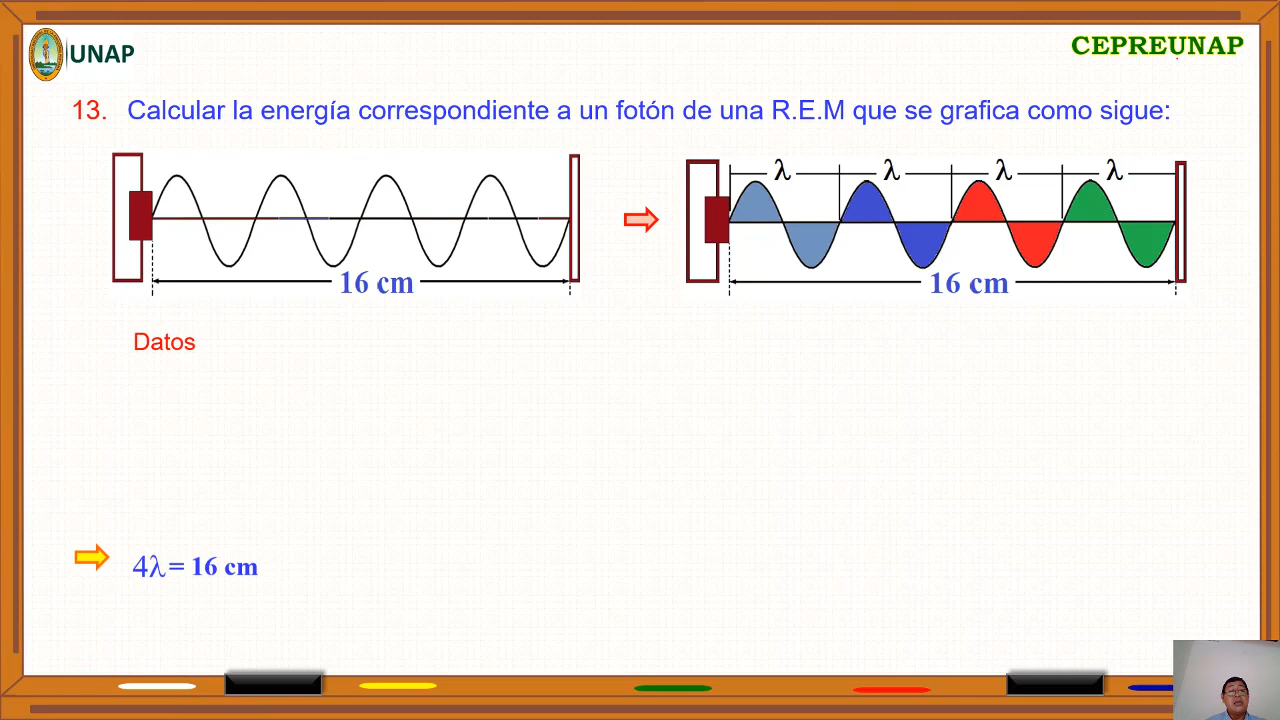 UNAP
CEPREUNAP
13. Calcular la energía correspondiente a un fotón de una R.E.M que se grafica como sigue:
λ λ λ λ
16 cm
16 cm
Datos
4λ = 16 cm